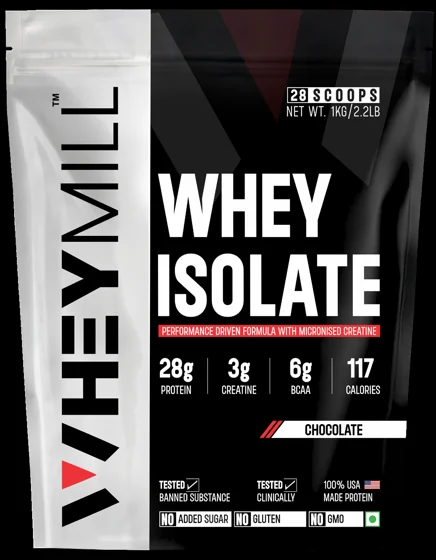 WHEYMILL™
28 SCOOPS
NET WT. 1KG/2.2LB
WHEY
ISOLATE
PERFORMANCE DRIVEN FORMULA WITH MICRONISED CREATINE
28g 3g 6g 117
PROTEIN CREATINE BCAA CALORIES
CHOCOLATE
TESTED TESTED 100% USA
BANNED SUBSTANCE CLINICALLY MADE PROTEIN
NO ADDED SUGAR NO GLUTEN NO GMO